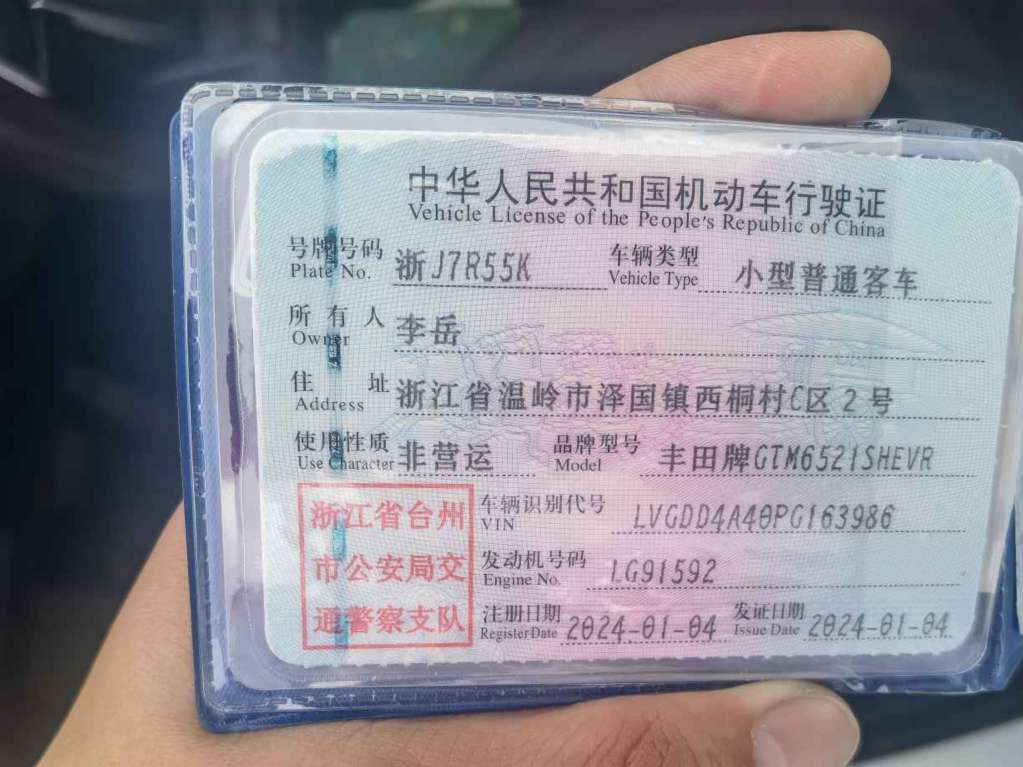 中华人民共和国机动车行驶证
Vehicle License of the People's Republic of China
号牌号码 浙J7R55K 车辆类型 小型普通客车
Plate No. Vehicle Type
所有人 李岳
Owner
住址 浙江省温岭市泽国镇西桐村C区2号
Address
使用性质 非营运 品牌型号 丰田牌GTM6521SHEVR
Use Character Model
浙江省台州
市公安局交
通警察支队
车辆识别代号 LVGDD4A40PG163986
VIN
发动机号码 LG91592
Engine No.
注册日期 2024-01-04 发证日期 2024-01-04
Register Date Issue Date